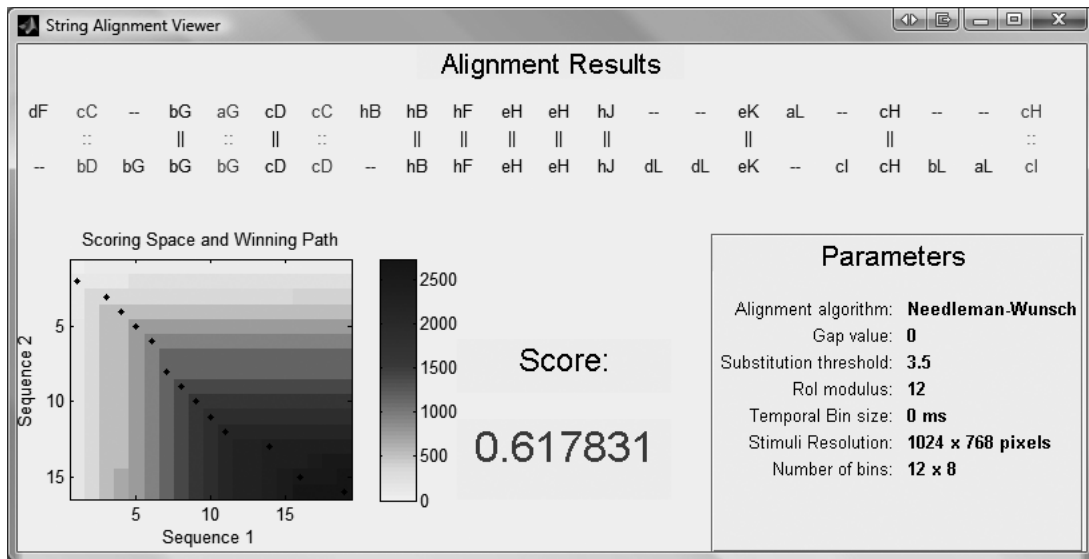 String Alignment Viewer
Alignment Results
dF cC -- bG aG cD cC hB hB hF eH eH hJ -- -- eK aL -- cH -- -- cH
:: || :: || :: || || || || || || || ::
-- bD bG bG bG cD cD -- hB hF eH eH hJ dL dL eK -- cI cH bL aL cI
Scoring Space and Winning Path
Sequence 2
5
10
15
5 10 15
Sequence 1
2500
2000
1500
1000
500
0
Score:
0.617831
Parameters
Alignment algorithm: Needleman-Wunsch
Gap value: 0
Substitution threshold: 3.5
RoI modulus: 12
Temporal Bin size: 0 ms
Stimuli Resolution: 1024 x 768 pixels
Number of bins: 12 x 8